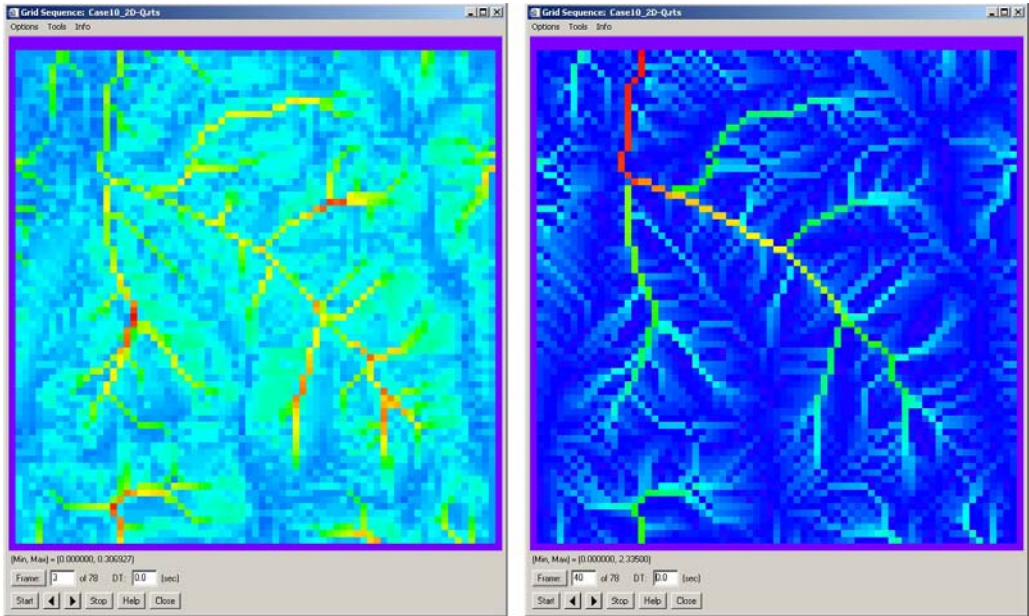 Grid Sequence: Case10_2D-Q.rts
Options Tools Info
(Min, Max) = (0.000000, 0.306927)
Frame: 3 of 78 DT: 0.0 (sec)
Start Stop Help Close
Grid Sequence: Case10_2D-Q.rts
Options Tools Info
(Min, Max) = (0.000000, 2.33500)
Frame: 40 of 78 DT: 0.0 (sec)
Start Stop Help Close